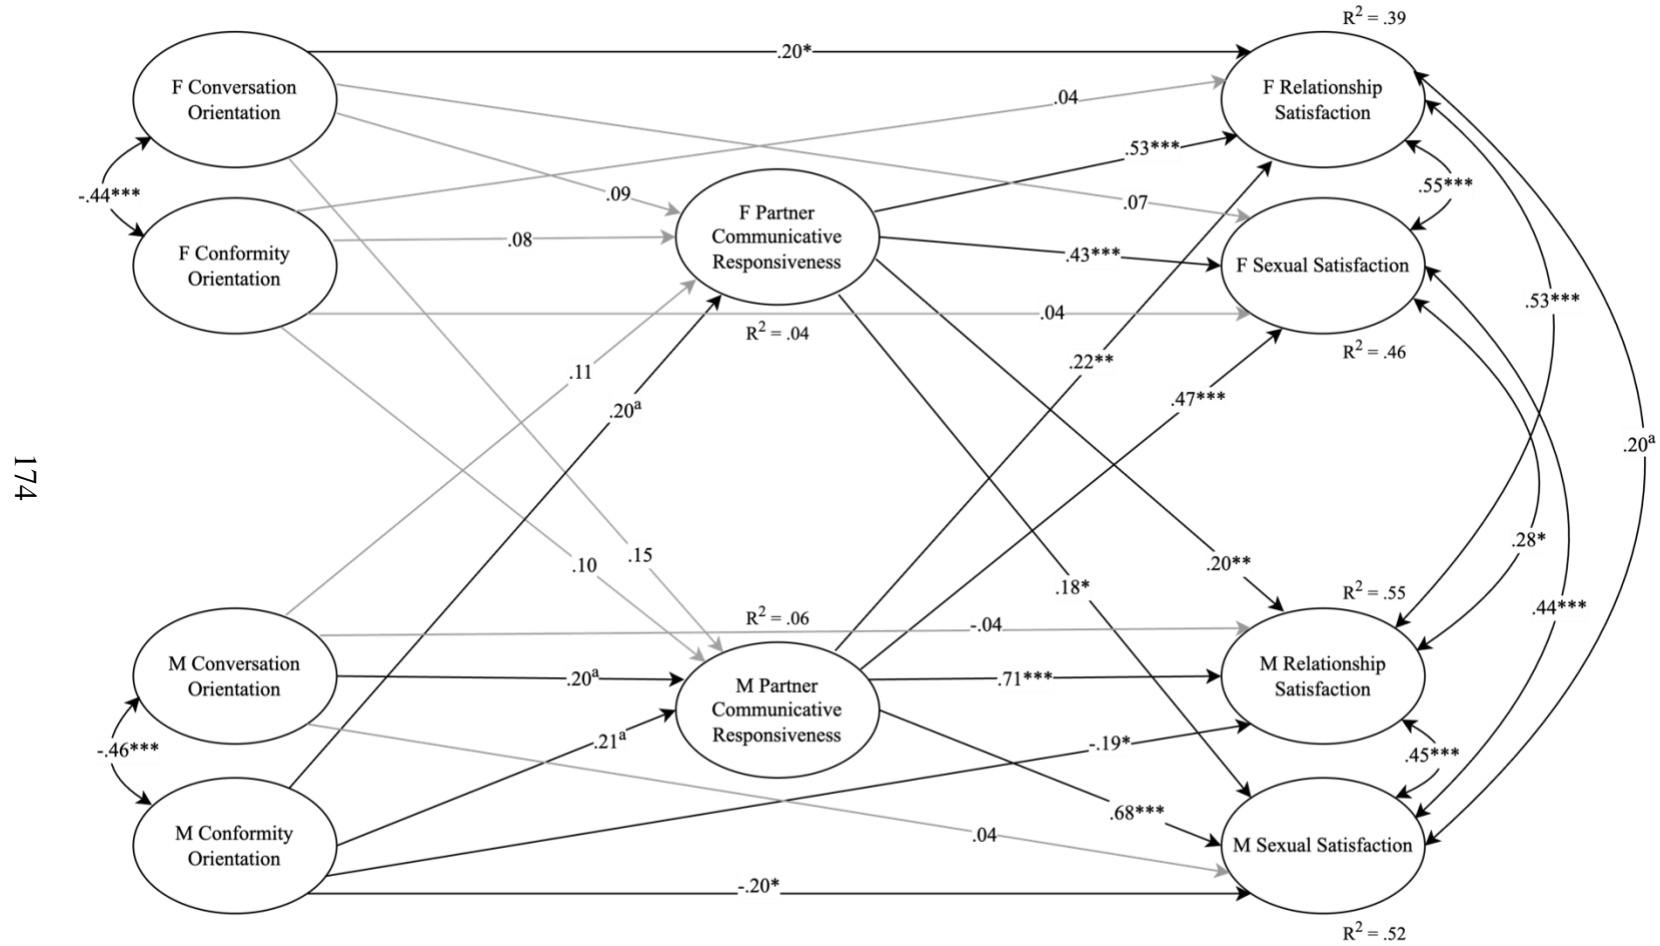 R² = .39
F Conversation
Orientation
.20*
F Relationship
Satisfaction
.04
.53***
-.44***
.09
.07
.55***
F Partner
Communicative
Responsiveness
F Conformity
Orientation
.08
.43***
F Sexual Satisfaction
.53***
.04
R² = .04
R² = .46
.11
.22**
.47***
.20ᵃ
.20ᵃ
174
.10
.15
.20**
.18*
.28*
.44***
R² = .06
R² = .55
-.04
M Conversation
Orientation
.20ᵃ
M Partner
Communicative
Responsiveness
.71***
M Relationship
Satisfaction
-.46***
.21ᵃ
-.19*
.45***
.68***
M Conformity
Orientation
.04
M Sexual Satisfaction
-.20*
R² = .52